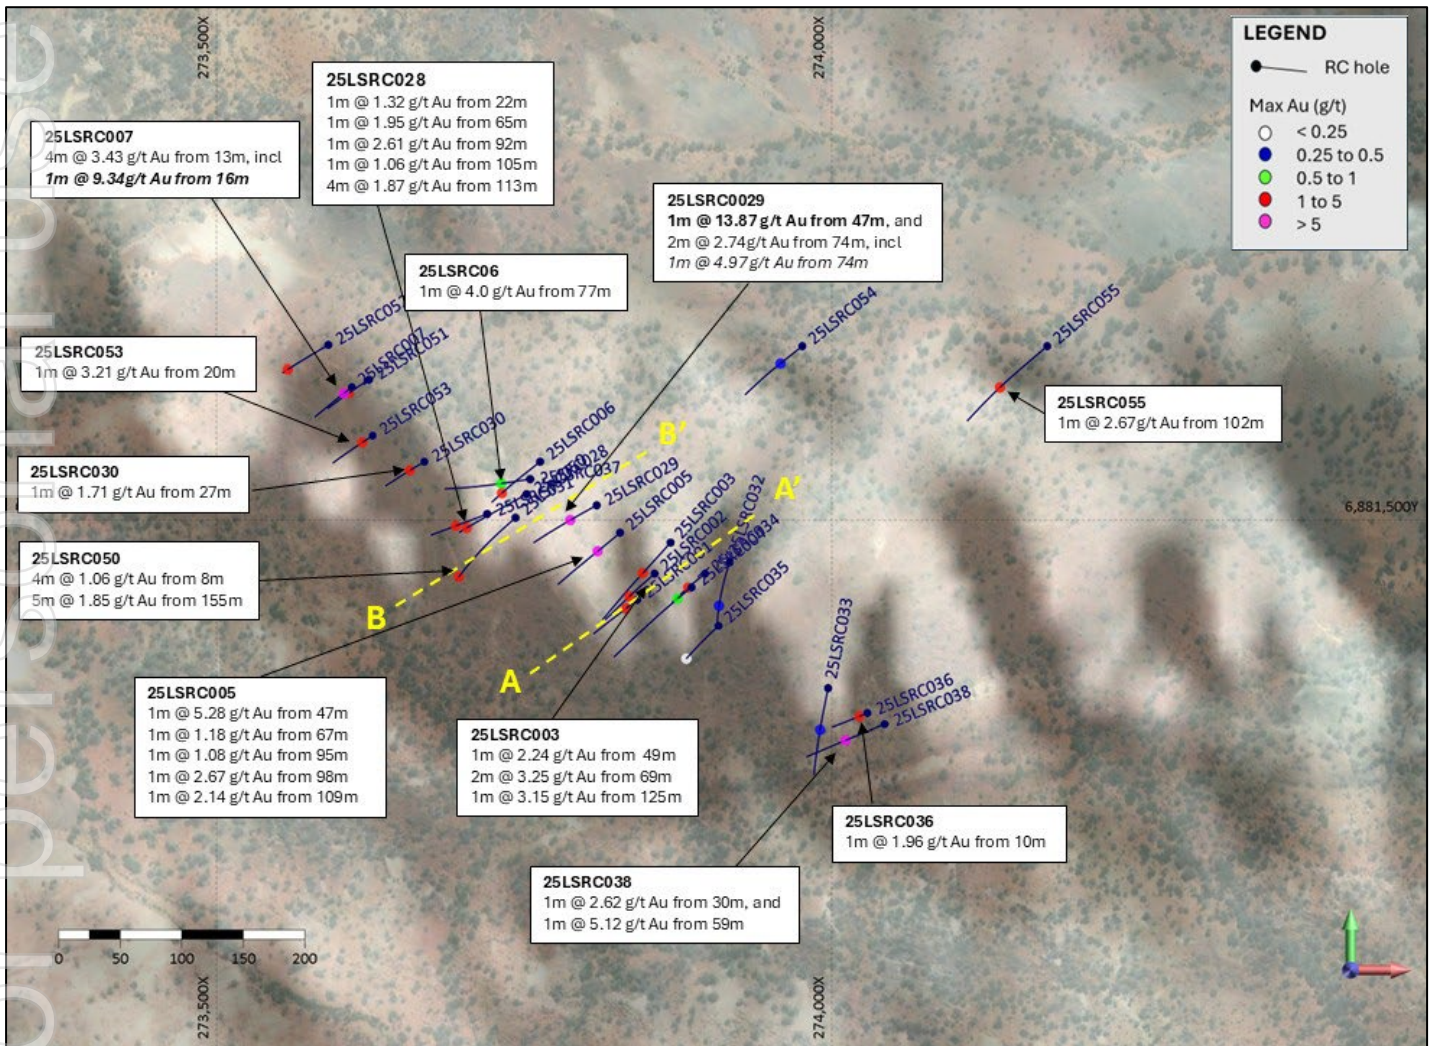 273,500X
274,000X
LEGEND
RC hole
Max Au (g/t)
< 0.25
0.25 to 0.5
0.5 to 1
1 to 5
> 5
25LSRC028
1m @ 1.32 g/t Au from 22m
1m @ 1.95 g/t Au from 65m
1m @ 2.61 g/t Au from 92m
1m @ 1.06 g/t Au from 105m
4m @ 1.87 g/t Au from 113m
25LSRC007
4m @ 3.43 g/t Au from 13m, incl
1m @ 9.34g/t Au from 16m
25LSRC0029
1m @ 13.87 g/t Au from 47m, and
2m @ 2.74g/t Au from 74m, incl
1m @ 4.97g/t Au from 74m
25LSRC06
1m @ 4.0 g/t Au from 77m
25LSRC053
1m @ 3.21 g/t Au from 20m
25LSRC007
25LSRC051
25LSRC054
25LSRC055
25LSRC055
1m @ 2.67g/t Au from 102m
25LSRC053
25LSRC030
25LSRC006
25LSRC030
1m @ 1.71 g/t Au from 27m
B'
25LSRC029
25LSRC005
25LSRC003
25LSRC002
A'
6,881,500Y
25LSRC050
4m @ 1.06 g/t Au from 8m
5m @ 1.85 g/t Au from 155m
25LSRC035
B
A
25LSRC033
25LSRC036
25LSRC038
25LSRC005
1m @ 5.28 g/t Au from 47m
1m @ 1.18 g/t Au from 67m
1m @ 1.08 g/t Au from 95m
1m @ 2.67 g/t Au from 98m
1m @ 2.14 g/t Au from 109m
25LSRC003
1m @ 2.24 g/t Au from 49m
2m @ 3.25 g/t Au from 69m
1m @ 3.15 g/t Au from 125m
25LSRC036
1m @ 1.96 g/t Au from 10m
25LSRC038
1m @ 2.62 g/t Au from 30m, and
1m @ 5.12 g/t Au from 59m
0 50 100 150 200
273,500X
274,000X
personal use